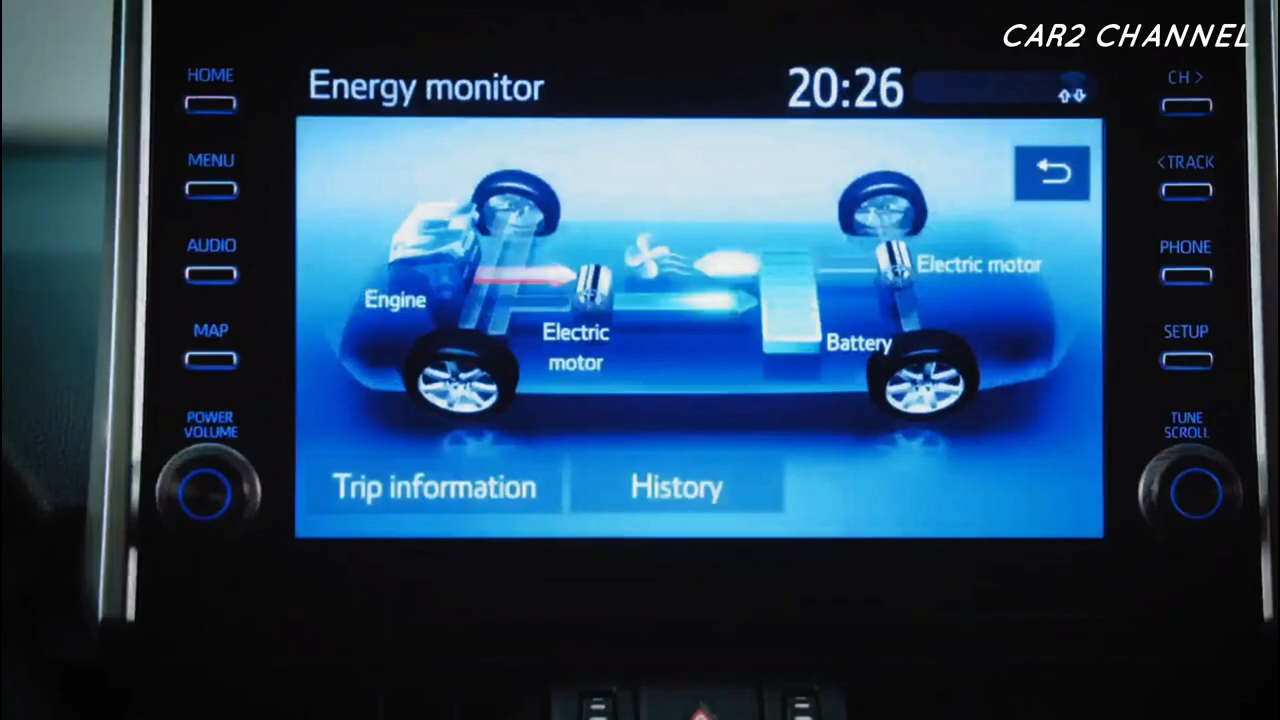 CAR2 CHANNEL
HOME
Energy monitor
20:26
CH >
MENU
<TRACK
AUDIO
PHONE
Engine
Electric
motor
Electric motor
Battery
MAP
SETUP
POWER
VOLUME
TUNE
SCROLL
Trip information
History